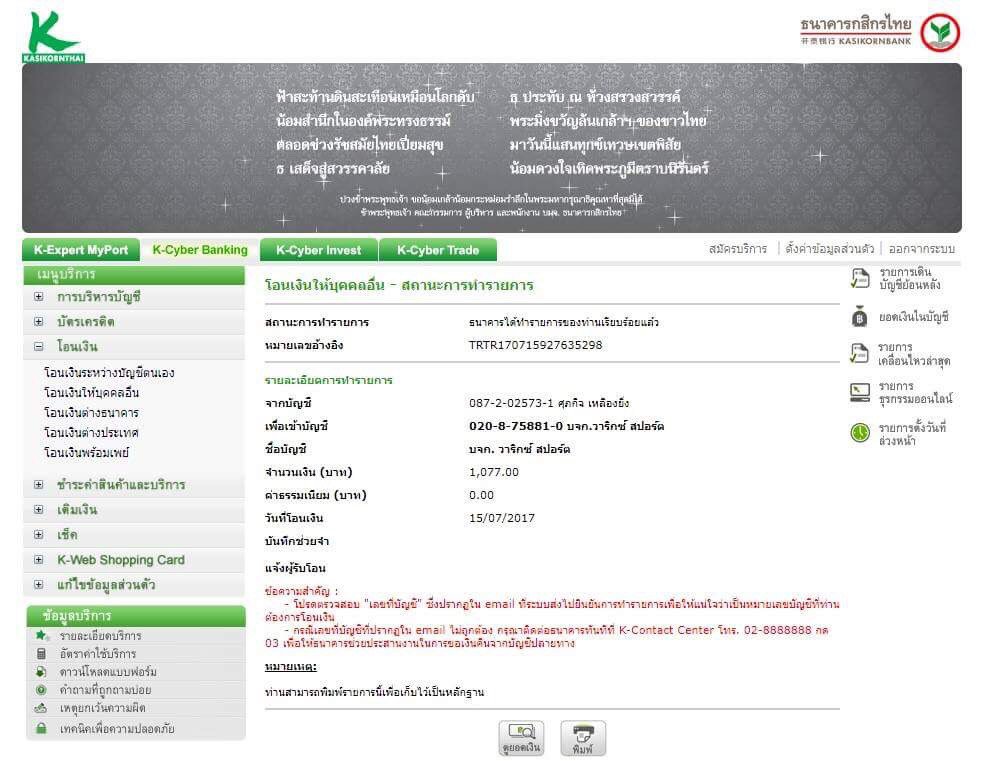 KASIKORNTHAI
ธนาคารกสิกรไทย
开泰银行 KASIKORNBANK
ฟ้าสะท้านดินสะเทือนเหมือนโลกดับ ธ ประทับ ณ ห้วงสรวงสวรรค์
น้อมสำนึกในองค์พระทรงธรรม์ พระมิ่งขวัญล้นเกล้าฯ ของชาวไทย
ตลอดช่วงรัชสมัยไทยเปี่ยมสุข มาวันนี้แสนทุกข์เทวษเขตพิสัย
ธ เสด็จสู่สวรรคาลัย น้อมดวงใจเทิดพระภูมีตราบนิรันดร์
ปวงข้าพระพุทธเจ้า ขอน้อมเกล้าน้อมกระหม่อมรำลึกในพระมหากรุณาธิคุณหาที่สุดมิได้
ข้าพระพุทธเจ้า คณะกรรมการ ผู้บริหาร และพนักงาน บมจ. ธนาคารกสิกรไทย
K-Expert MyPort K-Cyber Banking K-Cyber Invest K-Cyber Trade
สมัครบริการ | ตั้งค่าข้อมูลส่วนตัว | ออกจากระบบ
เมนูบริการ
การบริหารบัญชี
บัตรเครดิต
โอนเงิน
โอนเงินระหว่างบัญชีตนเอง
โอนเงินให้บุคคลอื่น
โอนเงินต่างธนาคาร
โอนเงินต่างประเทศ
โอนเงินพร้อมเพย์
ชำระค่าสินค้าและบริการ
เติมเงิน
เช็ค
K-Web Shopping Card
แก้ไขข้อมูลส่วนตัว
ข้อมูลบริการ
รายละเอียดบริการ
อัตราค่าใช้บริการ
ดาวน์โหลดแบบฟอร์ม
คำถามที่ถูกถามบ่อย
เหตุยกเว้นความผิด
เทคนิคเพื่อความปลอดภัย
โอนเงินให้บุคคลอื่น - สถานะการทำรายการ
สถานะการทำรายการ ธนาคารได้ทำรายการของท่านเรียบร้อยแล้ว
หมายเลขอ้างอิง TRTR170715927635298
รายละเอียดการทำรายการ
จากบัญชี 087-2-02573-1 ศุภกิจ เหลืองยิ่ง
เพื่อเข้าบัญชี 020-8-75881-0 บจก.วาริกซ์ สปอร์ต
ชื่อบัญชี บจก. วาริกซ์ สปอร์ต
จำนวนเงิน (บาท) 1,077.00
ค่าธรรมเนียม (บาท) 0.00
วันที่โอนเงิน 15/07/2017
บันทึกช่วยจำ
แจ้งผู้รับโอน
ข้อความสำคัญ :
- โปรดตรวจสอบ "เลขที่บัญชี" ซึ่งปรากฏใน email ที่ระบบส่งไปยืนยันการทำรายการเพื่อให้แน่ใจว่าเป็นหมายเลขบัญชีที่ท่าน
ต้องการโอนเงิน
- กรณีเลขที่บัญชีที่ปรากฏใน email ไม่ถูกต้อง กรุณาติดต่อธนาคารทันทีที่ K-Contact Center โทร. 02-8888888 กด
03 เพื่อให้ธนาคารช่วยประสานงานในการขอเงินคืนจากบัญชีปลายทาง
หมายเหตุ:
ท่านสามารถพิมพ์รายการนี้เพื่อเก็บไว้เป็นหลักฐาน
ดูยอดเงิน พิมพ์
รายการเดิน
บัญชีย้อนหลัง
ยอดเงินในบัญชี
รายการ
เคลื่อนไหวล่าสุด
รายการ
ธุรกรรมออนไลน์
รายการตั้งวันที่
ล่วงหน้า